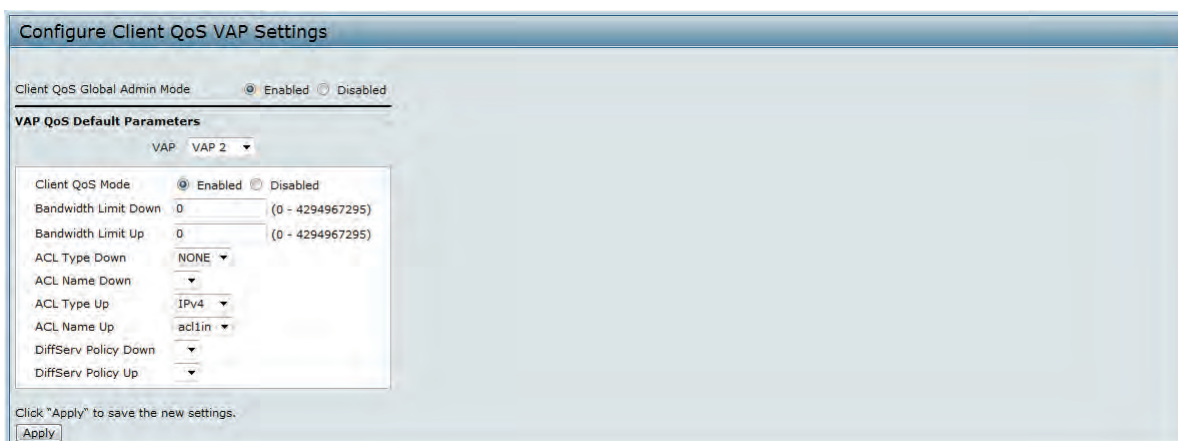 Configure Client QoS VAP Settings
Client QoS Global Admin Mode Enabled Disabled
VAP QoS Default Parameters
VAP VAP 2
Client QoS Mode Enabled Disabled
Bandwidth Limit Down 0 (0 - 4294967295)
Bandwidth Limit Up 0 (0 - 4294967295)
ACL Type Down NONE
ACL Name Down
ACL Type Up IPv4
ACL Name Up acl1in
DiffServ Policy Down
DiffServ Policy Up
Click "Apply" to save the new settings.
Apply